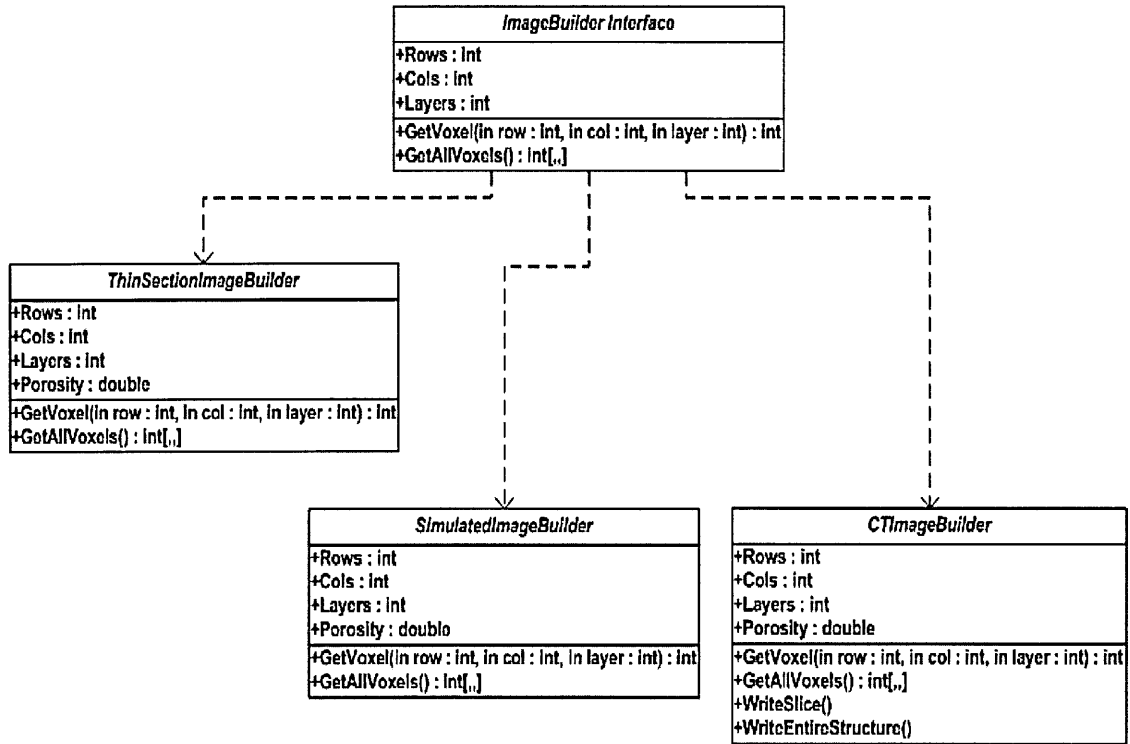 ImageBuilder Interface
+Rows : int
+Cols : int
+Layers : int
+GetVoxel(in row : int, in col : int, in layer : int) : int
+GetAllVoxels() : int[,,]
ThinSectionImageBuilder
+Rows : int
+Cols : int
+Layers : int
+Porosity : double
+GetVoxel(in row : int, in col : int, in layer : int) : int
+GetAllVoxels() : int[,,]
SimulatedImageBuilder
+Rows : int
+Cols : int
+Layers : int
+Porosity : double
+GetVoxel(in row : int, in col : int, in layer : int) : int
+GetAllVoxels() : int[,,]
CTImageBuilder
+Rows : int
+Cols : int
+Layers : int
+Porosity : double
+GetVoxel(in row : int, in col : int, in layer : int) : int
+GetAllVoxels() : int[,,]
+WriteSlice()
+WriteEntireStructure()